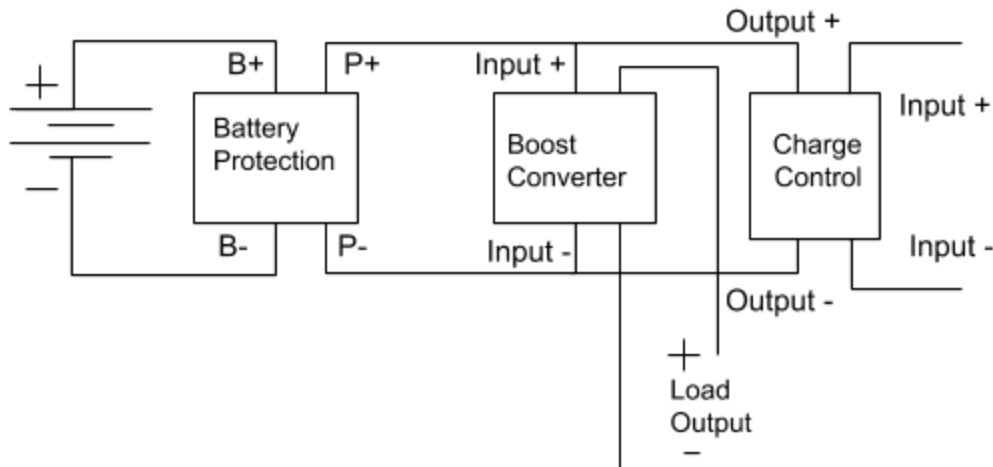 Output +
B+
P+
Input +
+
Input +
Battery
Protection
Boost
Converter
Charge
Control
−
B-
P-
Input -
Input -
Output -
+
Load
Output
−